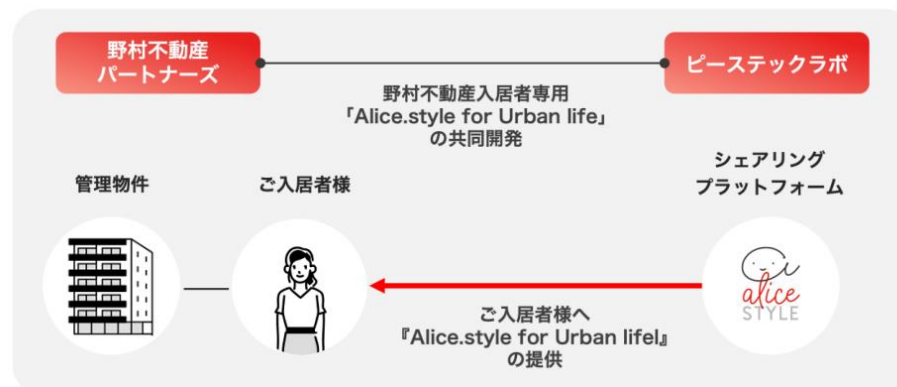 野村不動産
パートナーズ
ピーステックラボ
野村不動産入居者専用
「Alice.style for Urban life」
の共同開発
シェアリング
プラットフォーム
管理物件
ご入居者様
alice
STYLE
ご入居者様へ
『Alice.style for Urban lifel』
の提供